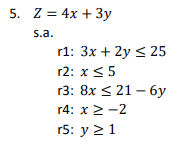 5. Z = 4x + 3y
s.a.
r1: 3x + 2y ≤ 25
r2: x ≤ 5
r3: 8x ≤ 21 − 6y
r4: x ≥ −2
r5: y ≥ 1